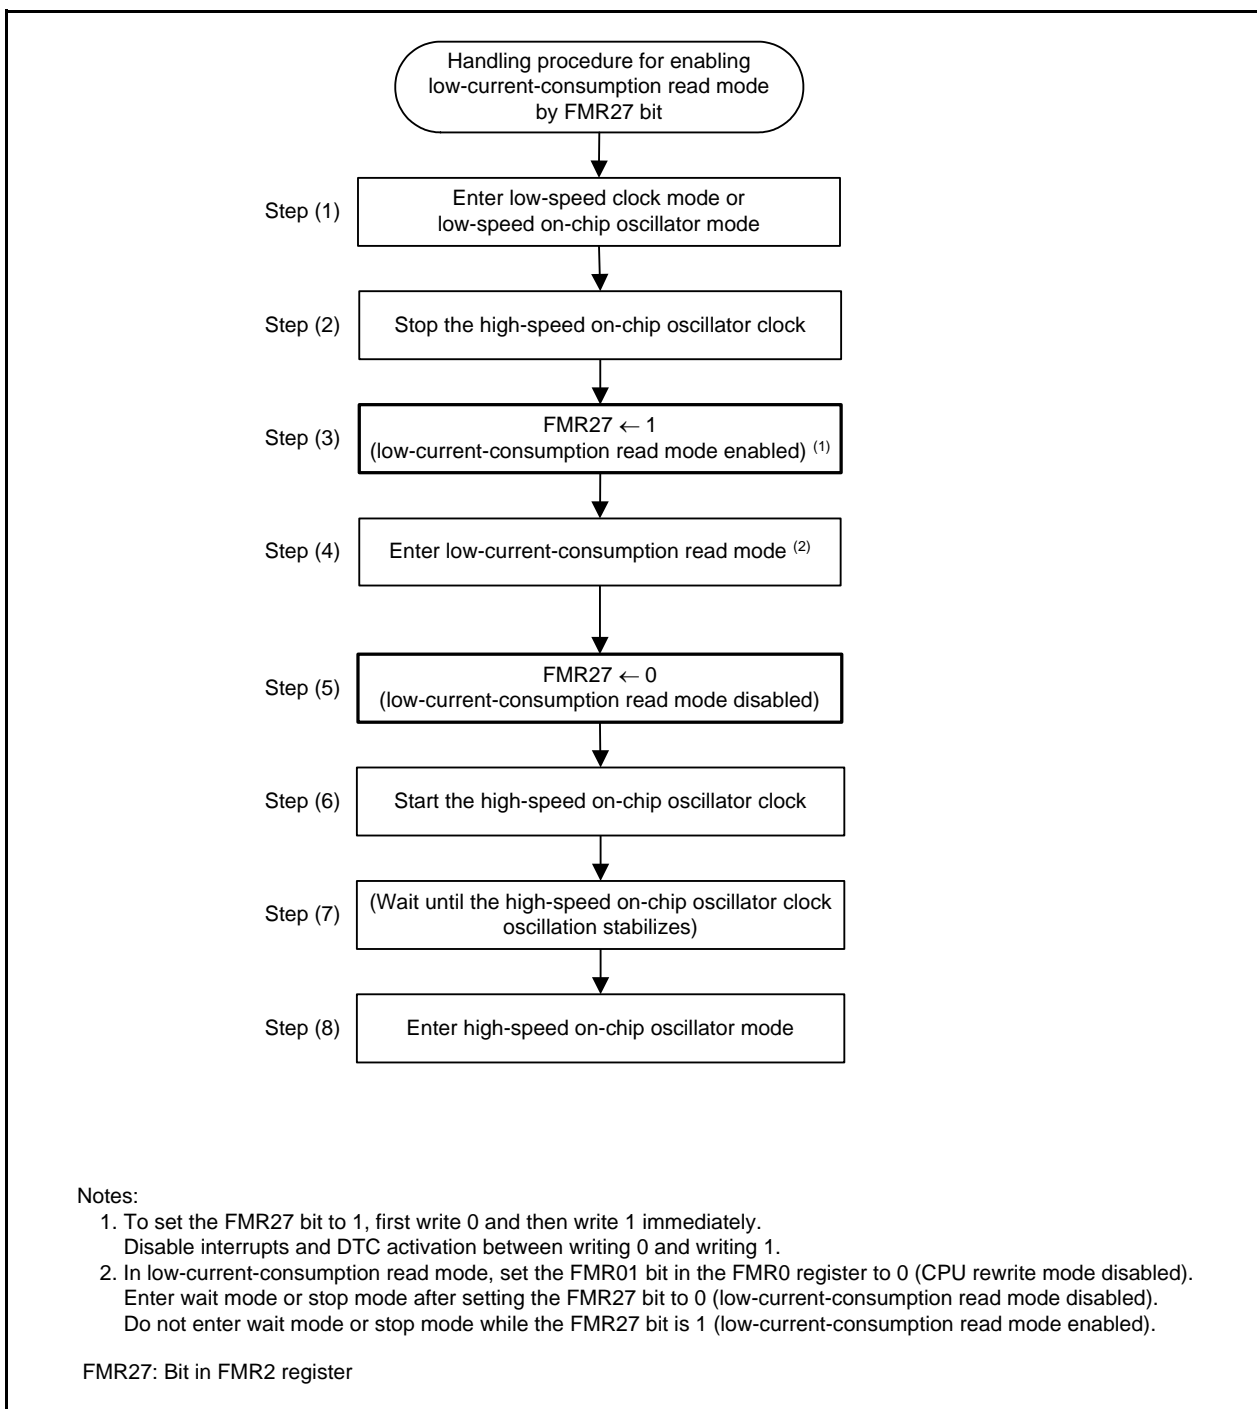 Handling procedure for enabling
low-current-consumption read mode
by FMR27 bit
Step (1)
Enter low-speed clock mode or
low-speed on-chip oscillator mode
Step (2)
Stop the high-speed on-chip oscillator clock
Step (3)
FMR27 ← 1
(low-current-consumption read mode enabled) (1)
Step (4)
Enter low-current-consumption read mode (2)
Step (5)
FMR27 ← 0
(low-current-consumption read mode disabled)
Step (6)
Start the high-speed on-chip oscillator clock
Step (7)
(Wait until the high-speed on-chip oscillator clock
oscillation stabilizes)
Step (8)
Enter high-speed on-chip oscillator mode
Notes:
1. To set the FMR27 bit to 1, first write 0 and then write 1 immediately.
Disable interrupts and DTC activation between writing 0 and writing 1.
2. In low-current-consumption read mode, set the FMR01 bit in the FMR0 register to 0 (CPU rewrite mode disabled).
Enter wait mode or stop mode after setting the FMR27 bit to 0 (low-current-consumption read mode disabled).
Do not enter wait mode or stop mode while the FMR27 bit is 1 (low-current-consumption read mode enabled).
FMR27: Bit in FMR2 register